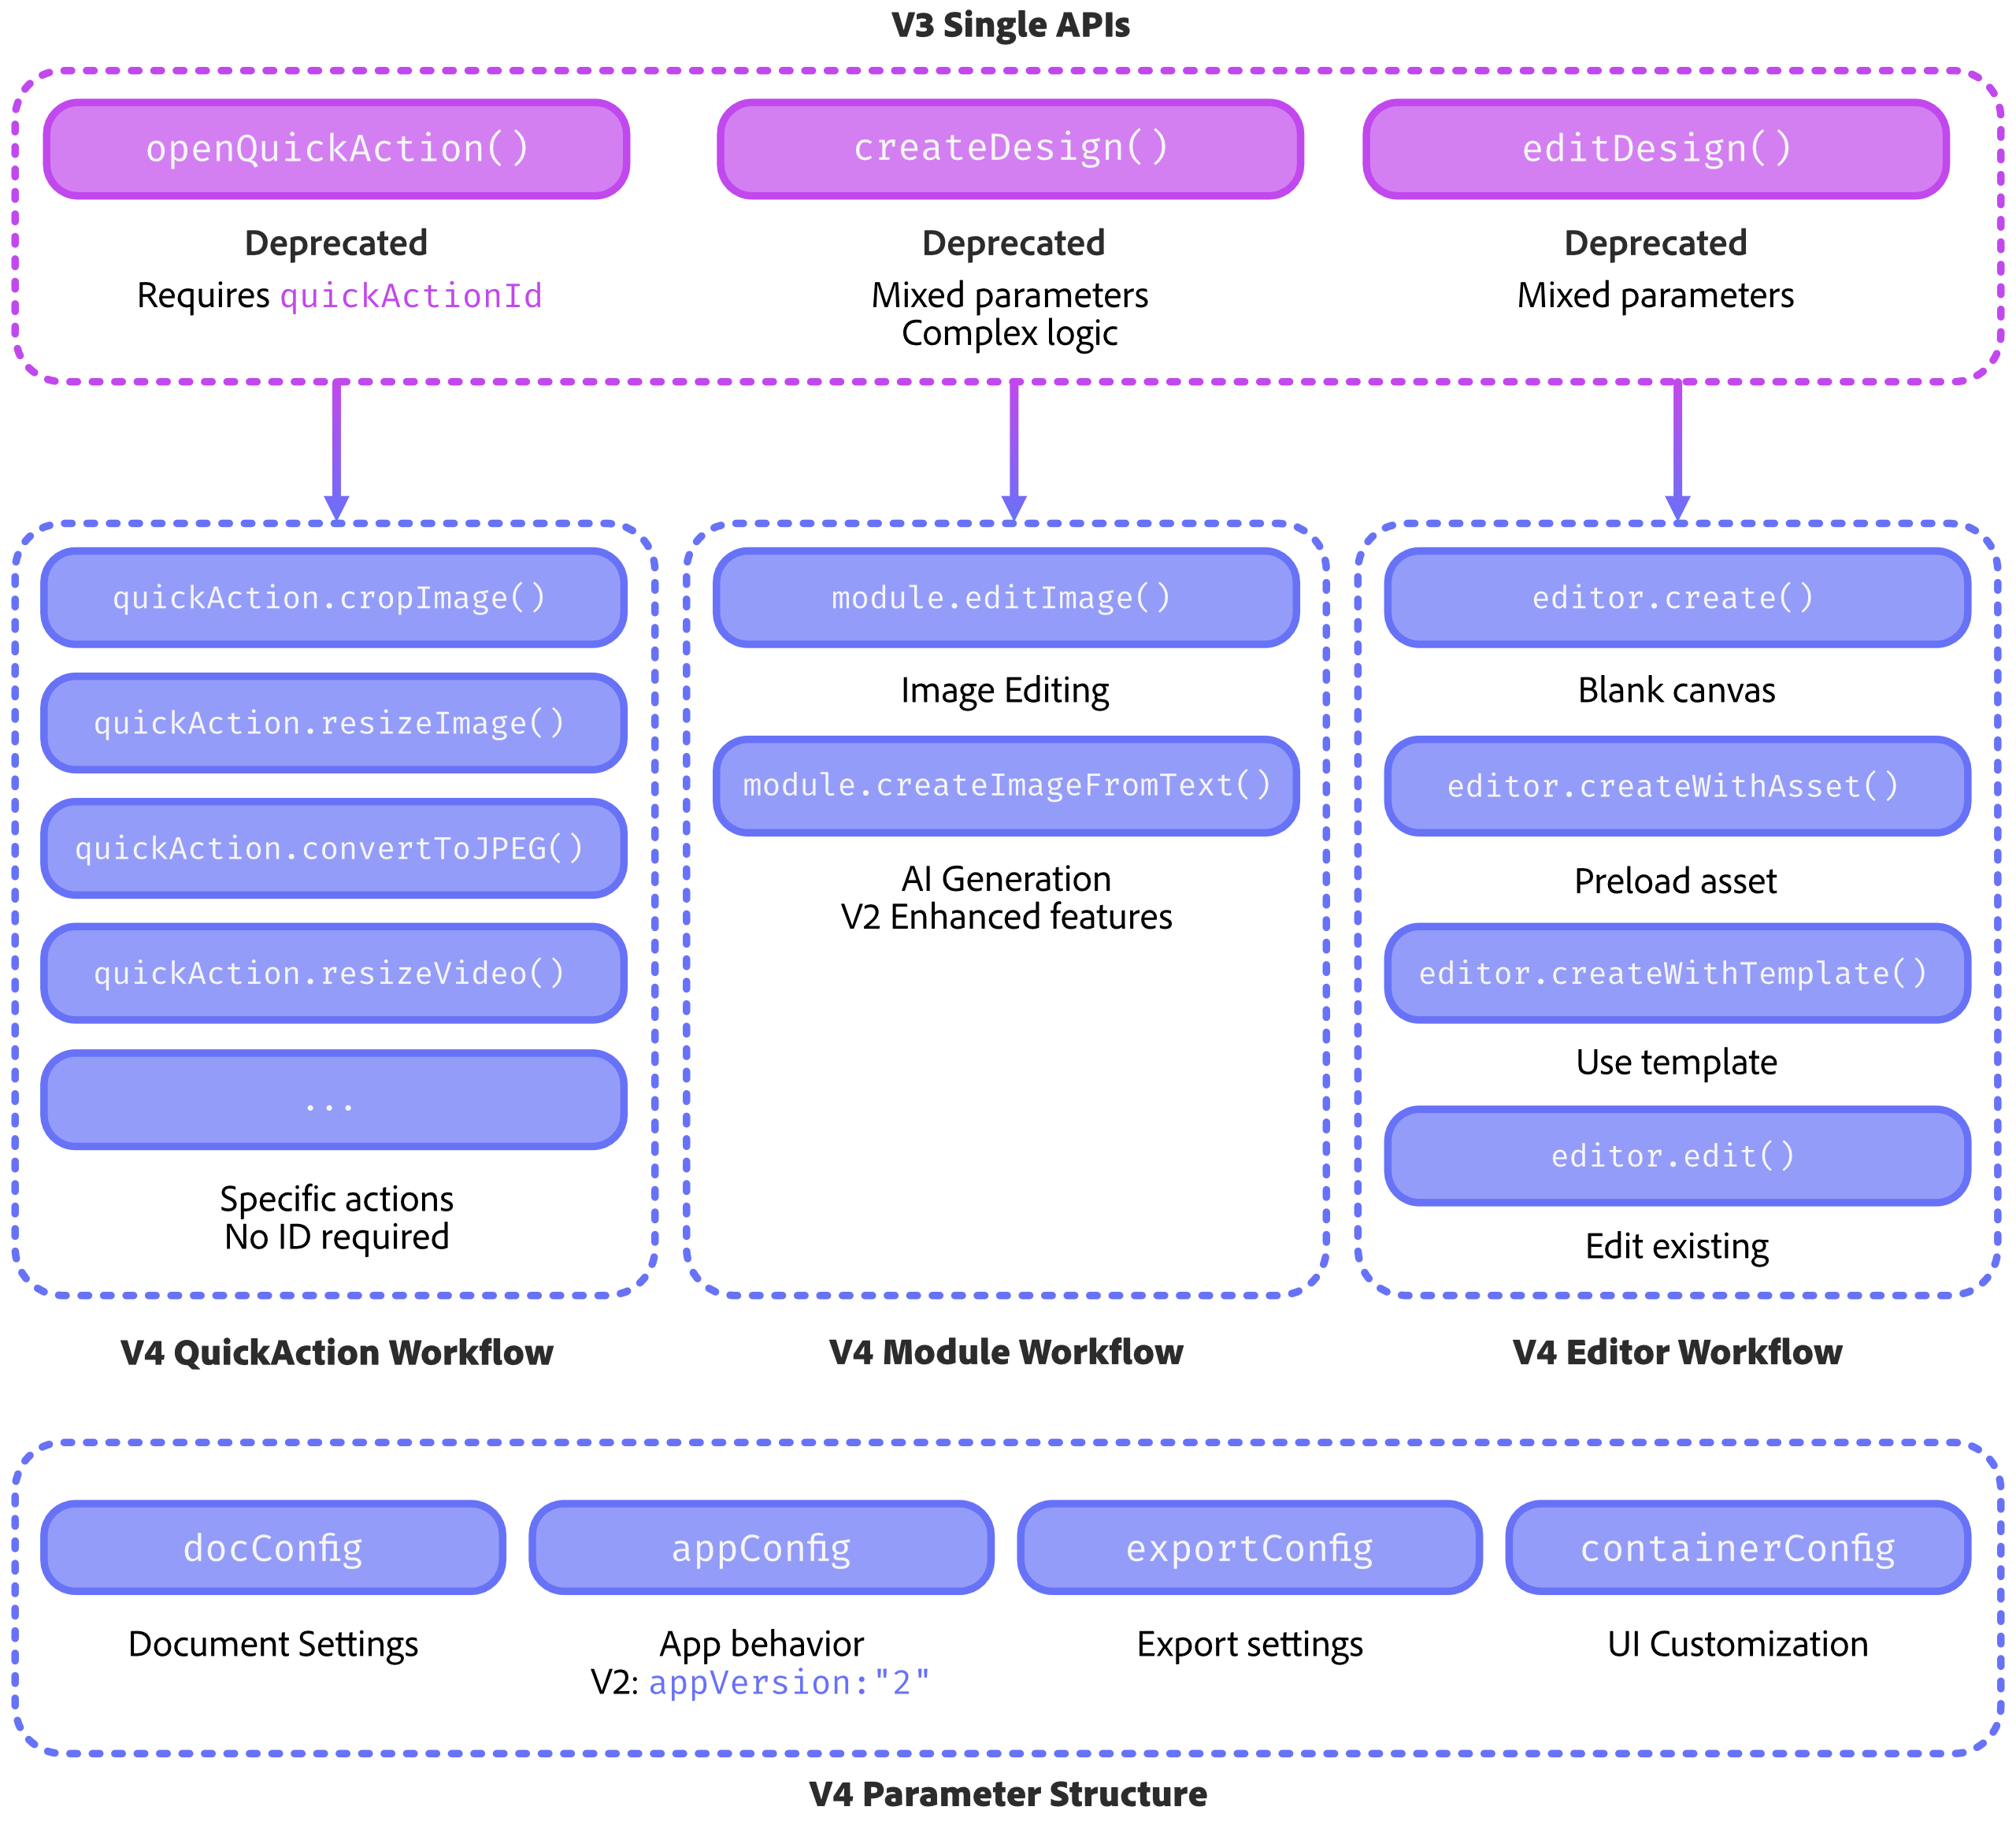 V3 Single APIs
openQuickAction()
Deprecated
Requires quickActionId
createDesign()
Deprecated
Mixed parameters
Complex logic
editDesign()
Deprecated
Mixed parameters
quickAction.cropImage()
quickAction.resizeImage()
quickAction.convertToJPEG()
quickAction.resizeVideo()
...
Specific actions
No ID required
V4 QuickAction Workflow
module.editImage()
Image Editing
module.createImageFromText()
AI Generation
V2 Enhanced features
V4 Module Workflow
editor.create()
Blank canvas
editor.createWithAsset()
Preload asset
editor.createWithTemplate()
Use template
editor.edit()
Edit existing
V4 Editor Workflow
docConfig
Document Settings
appConfig
App behavior
V2: appVersion:"2"
exportConfig
Export settings
containerConfig
UI Customization
V4 Parameter Structure